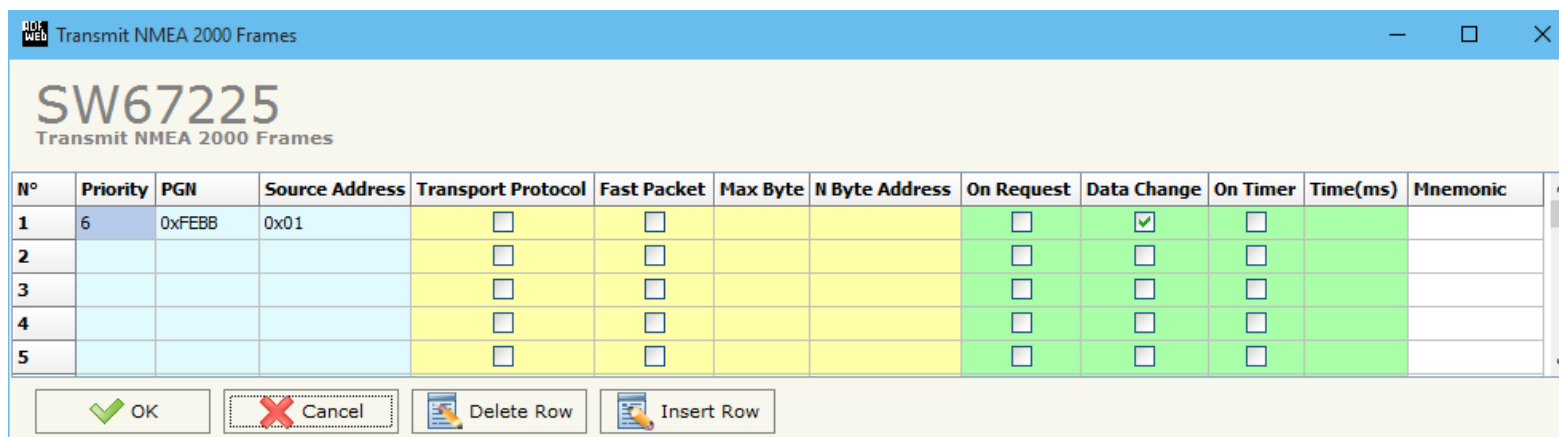 ADF WEB Transmit NMEA 2000 Frames
SW67225
Transmit NMEA 2000 Frames
N° Priority PGN Source Address Transport Protocol Fast Packet Max Byte N Byte Address On Request Data Change On Timer Time(ms) Mnemonic
1 6 0xFEBB 0x01
2
3
4
5
OK Cancel Delete Row Insert Row